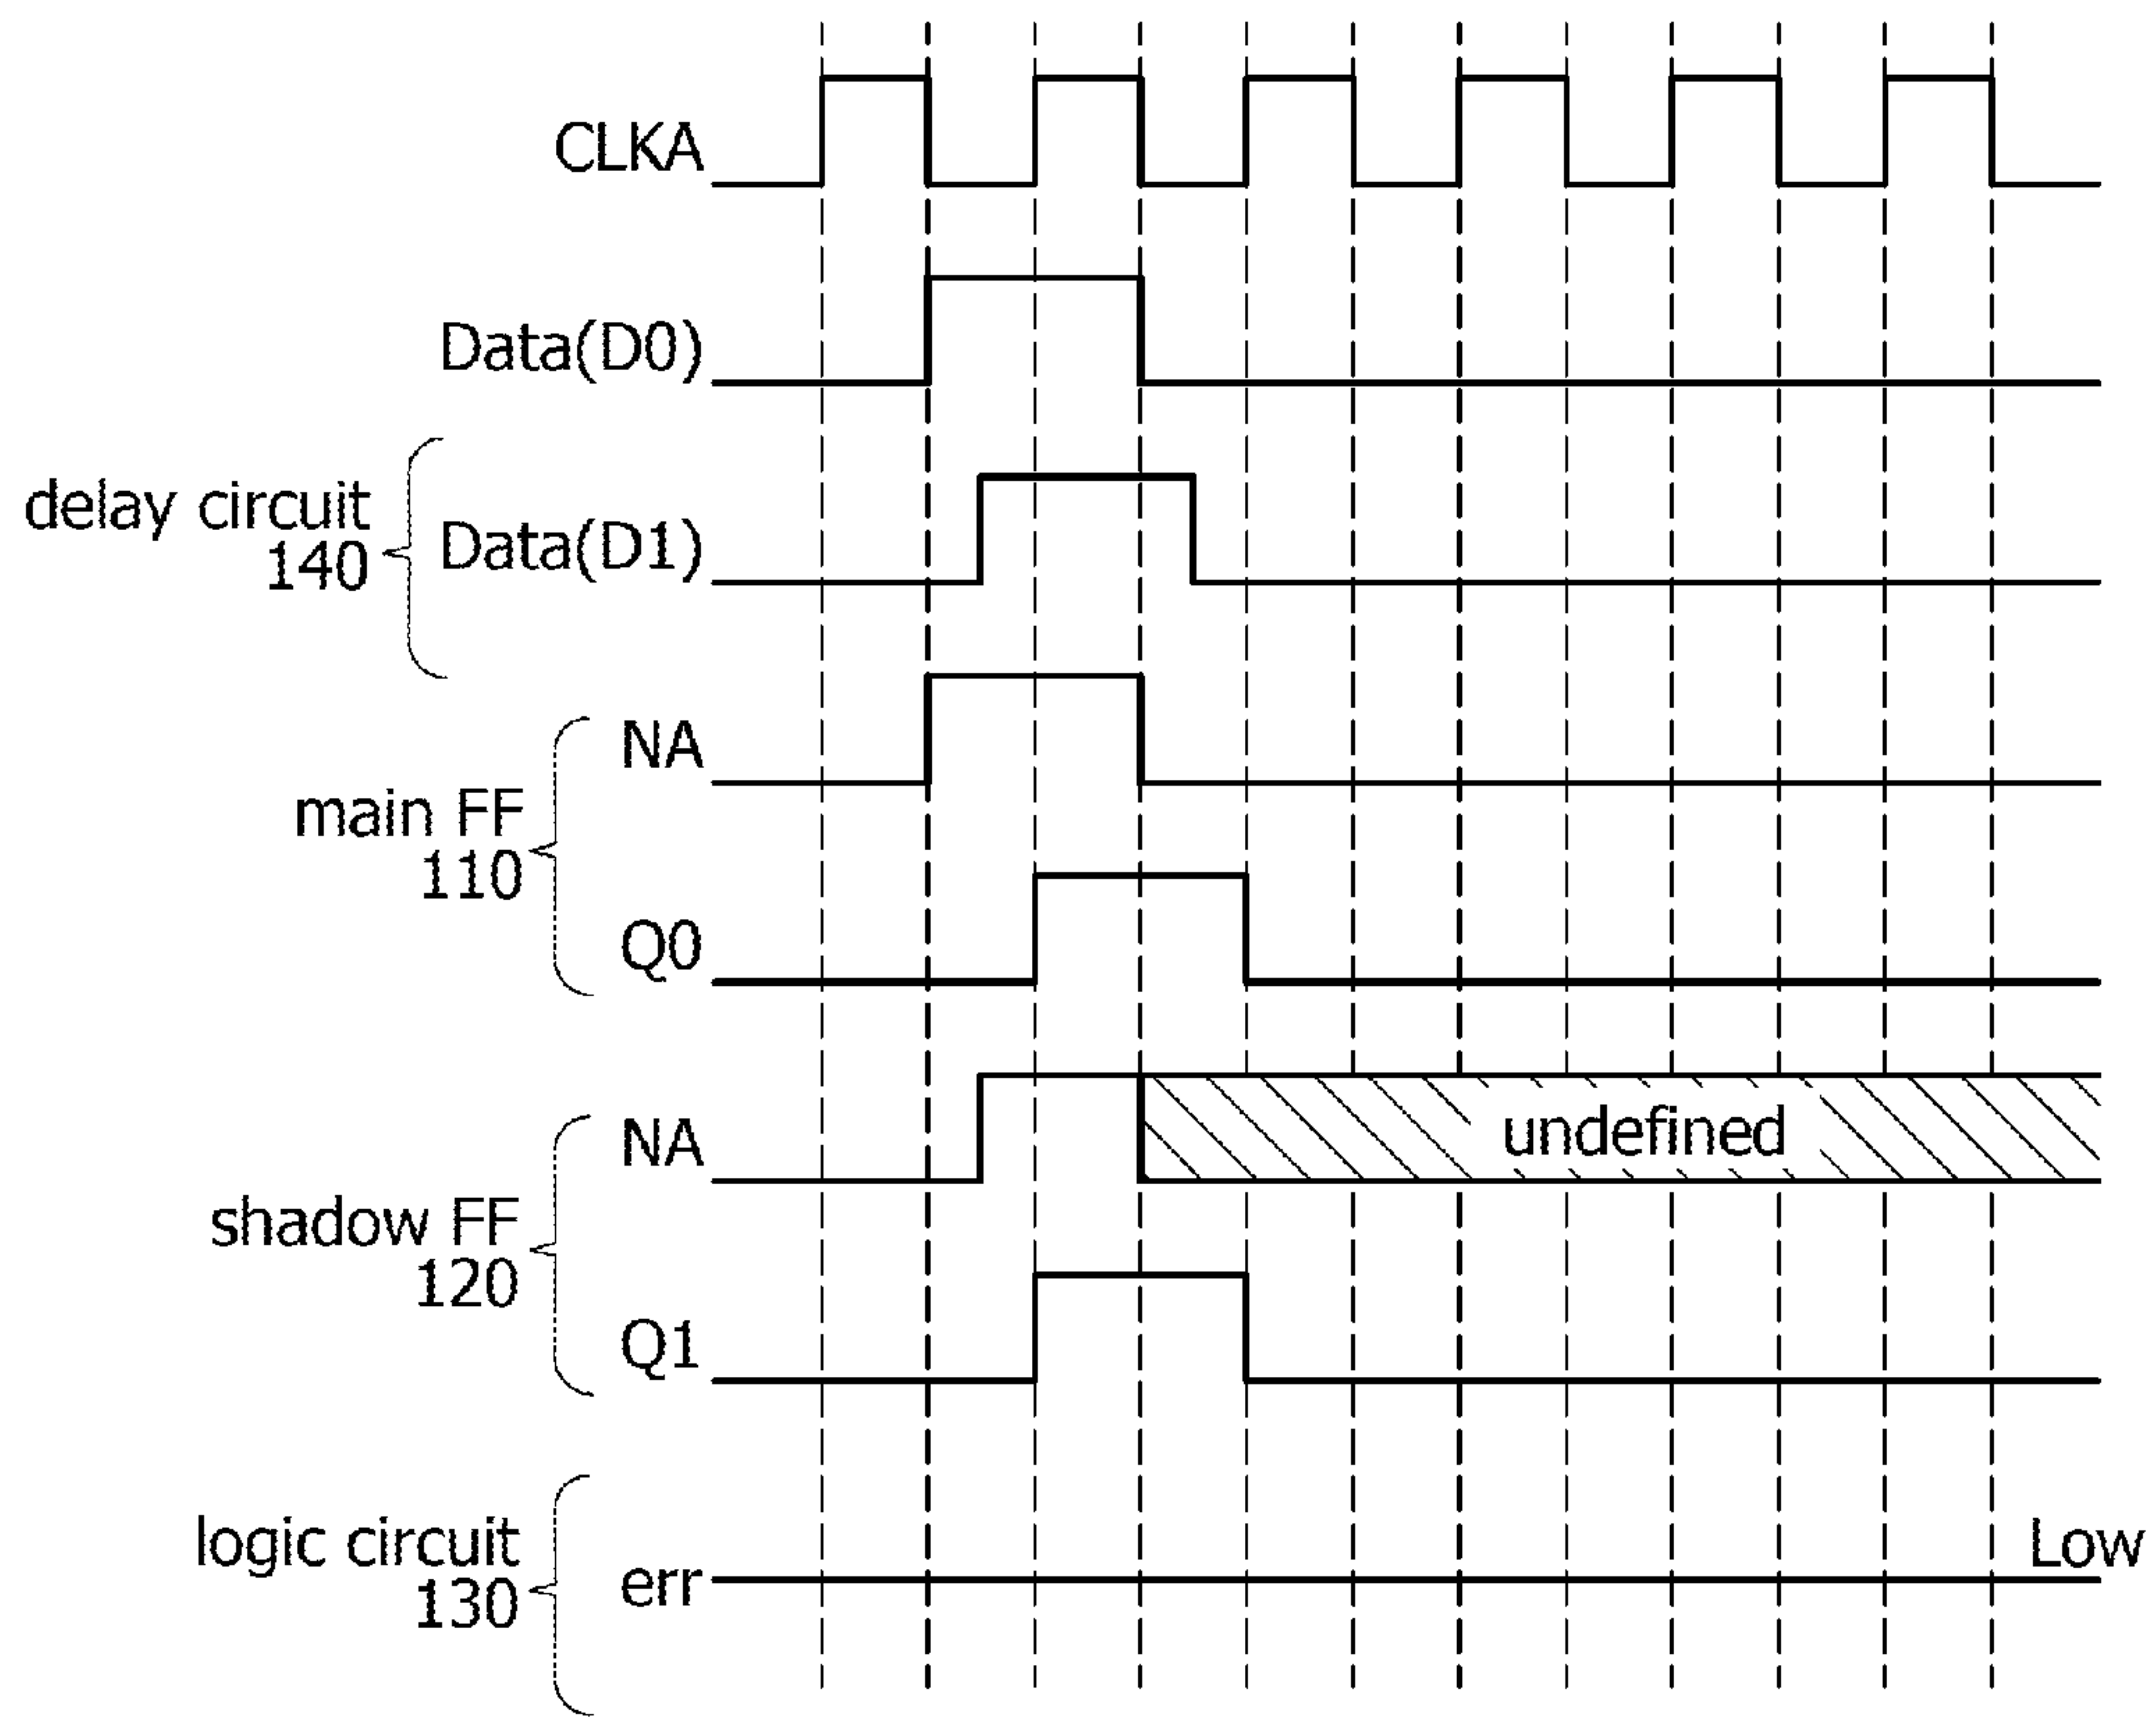 CLKA
Data(D0)
delay circuit
140
Data(D1)
NA
main FF
110
Q0
NA
undefined
shadow FF
120
Q1
logic circuit
130
err
Low